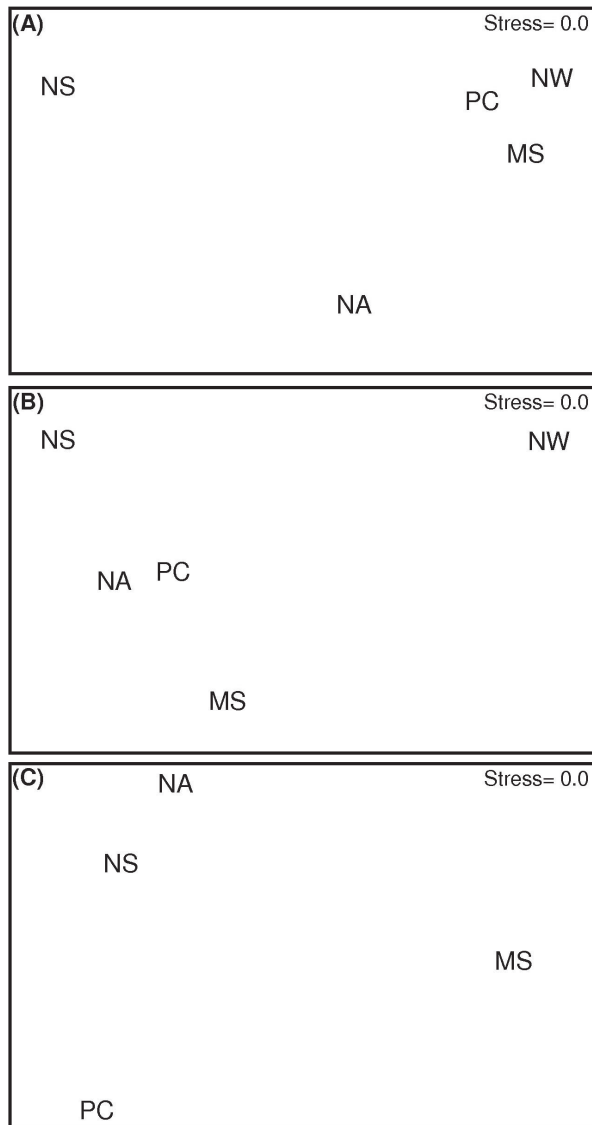 (A) Stress= 0.0
NS NW
PC
MS
NA
(B) Stress= 0.0
NS NW
NA PC
MS
(C) NA Stress= 0.0
NS
MS
PC